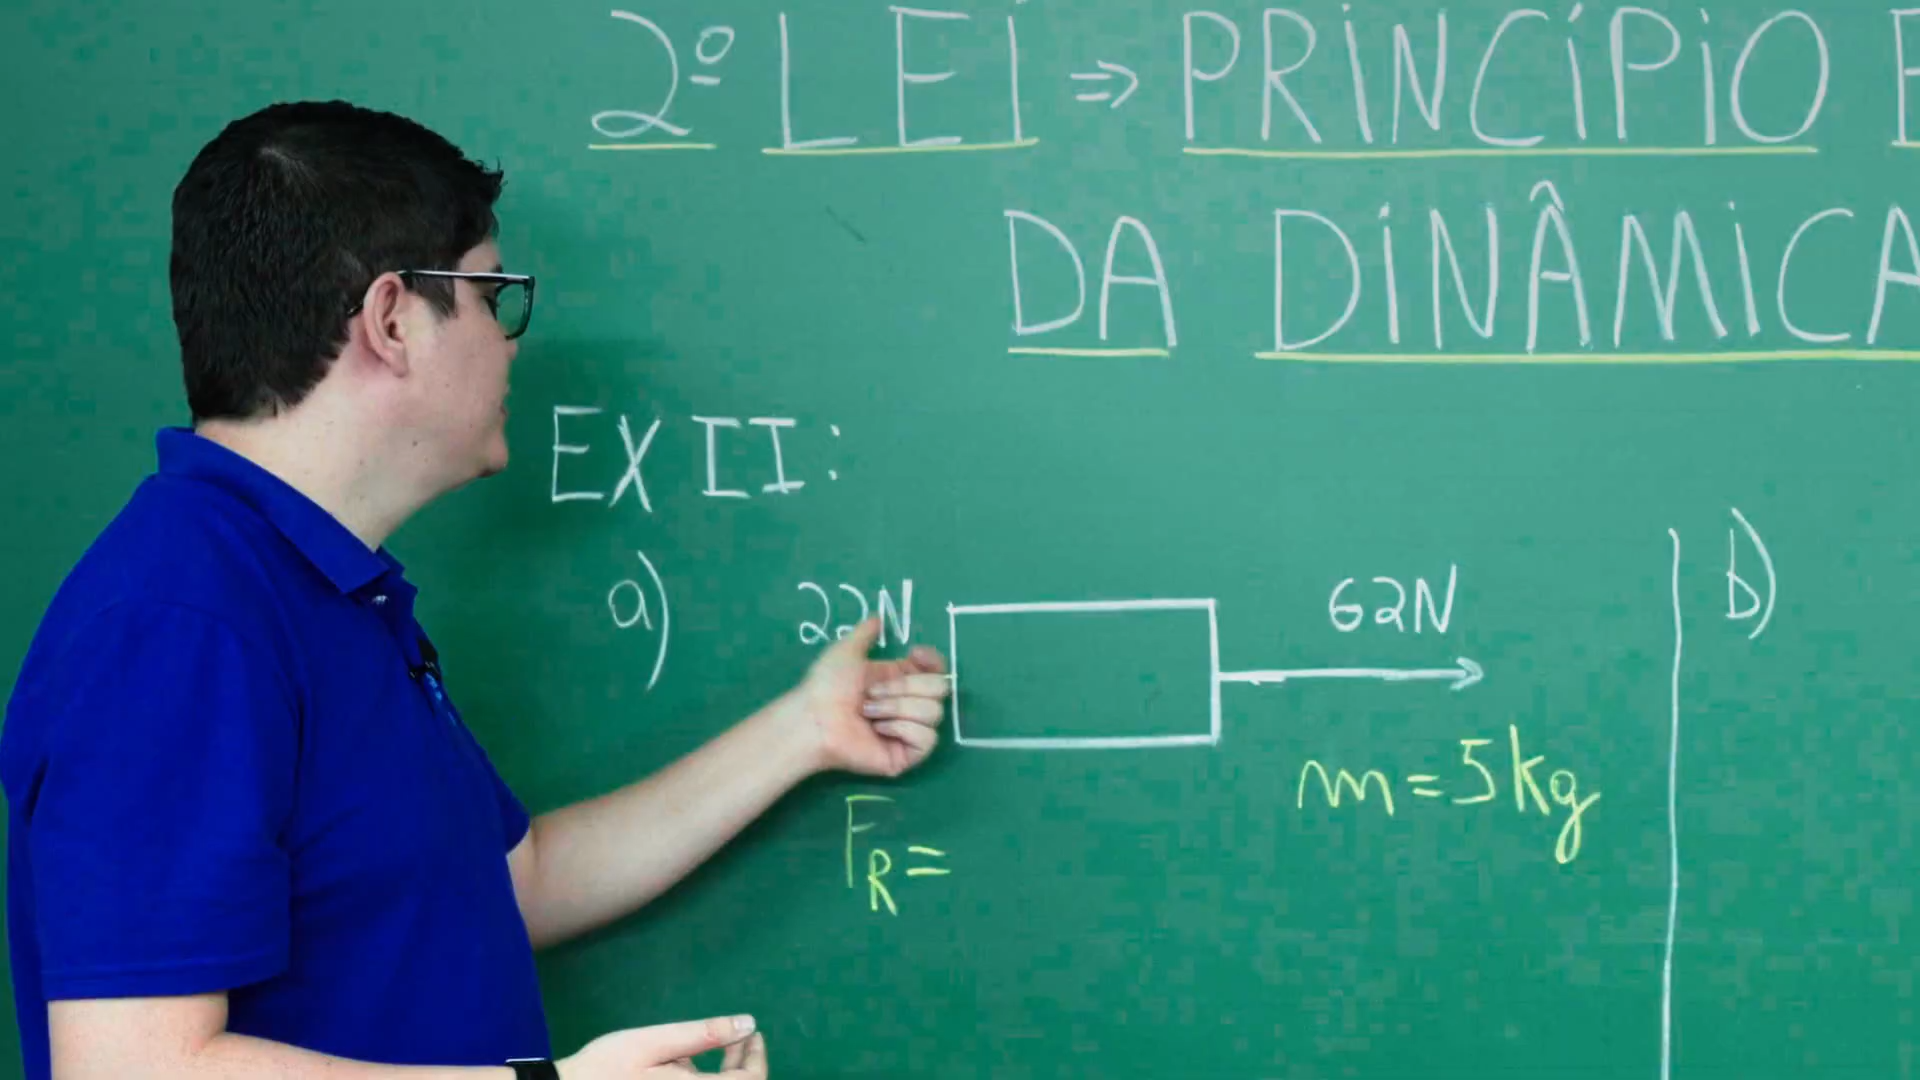 2º LEI ⇒ PRINCÍPIO
DA DINÂMICA
EX II:
a) 22N 62N
b)
m = 5kg
FR =